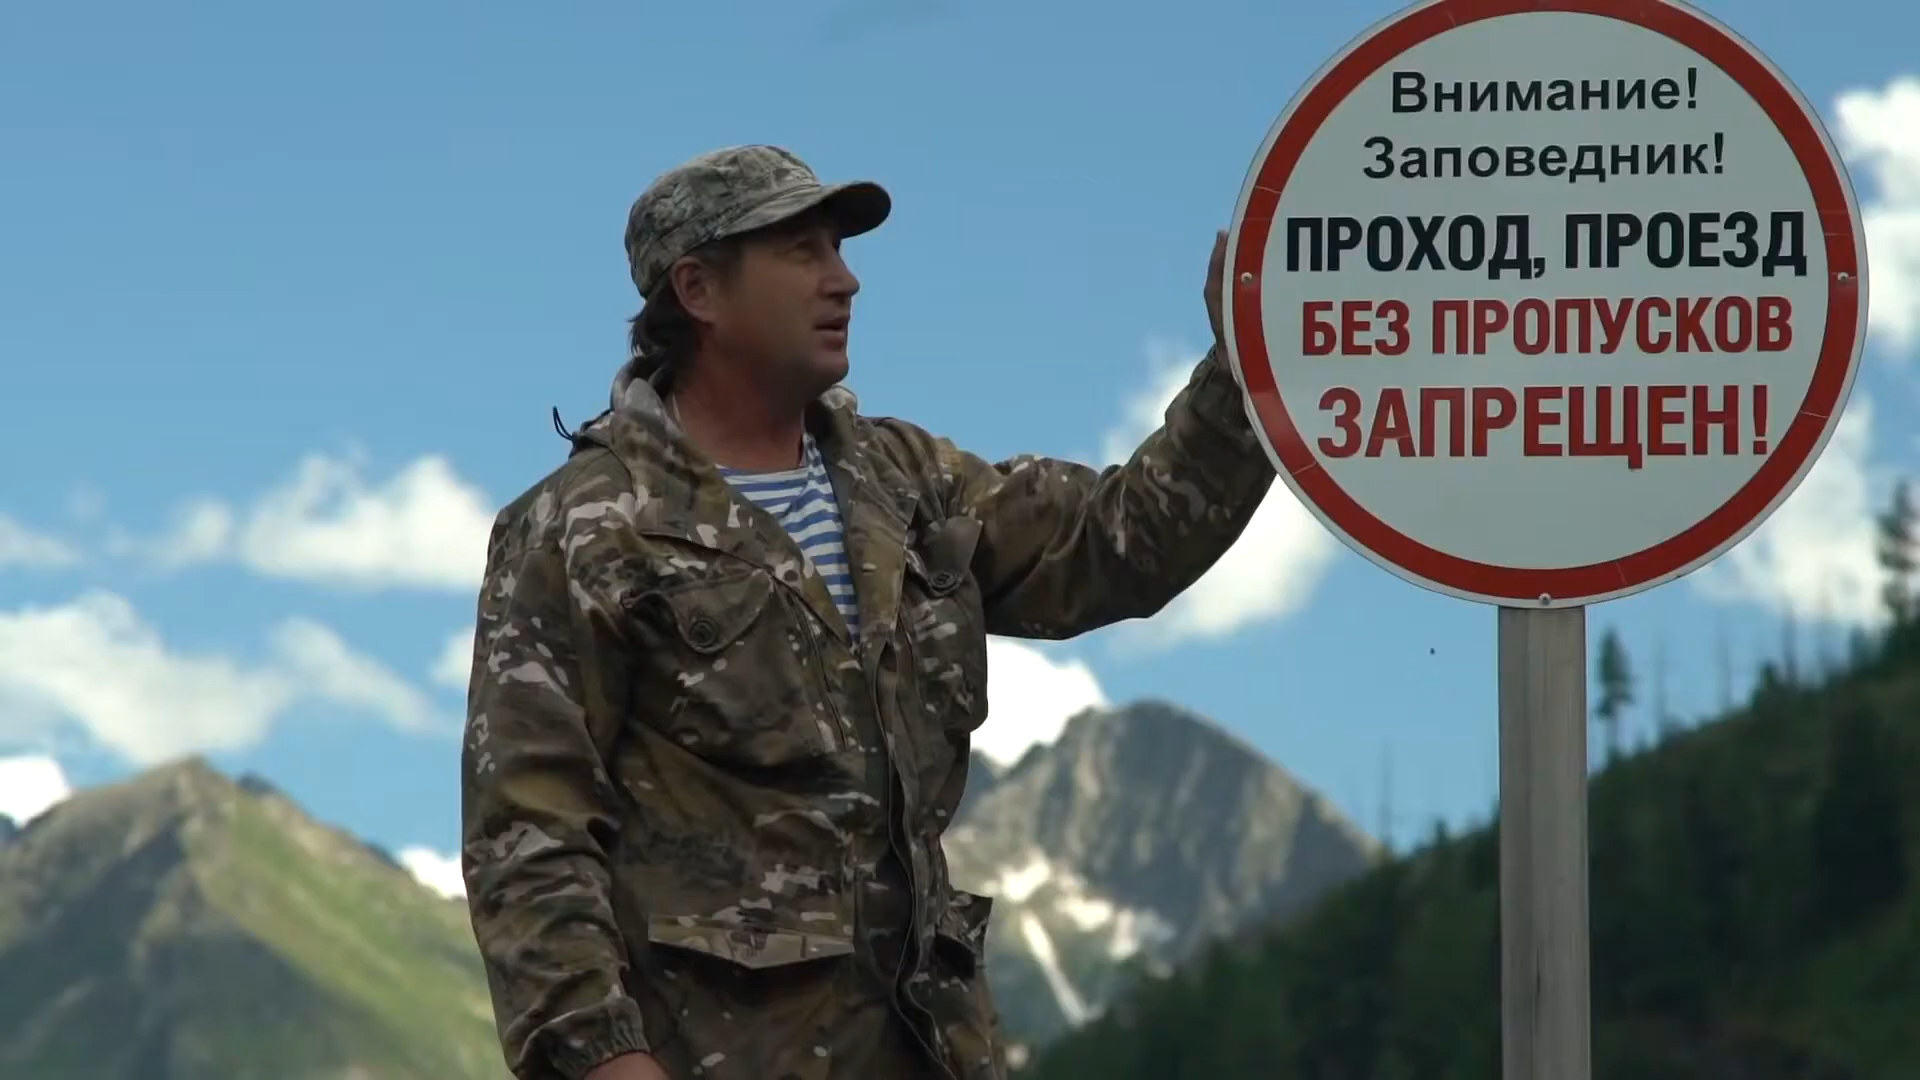 Внимание!
Заповедник!
ПРОХОД, ПРОЕЗД
БЕЗ ПРОПУСКОВ
ЗАПРЕЩЕН!